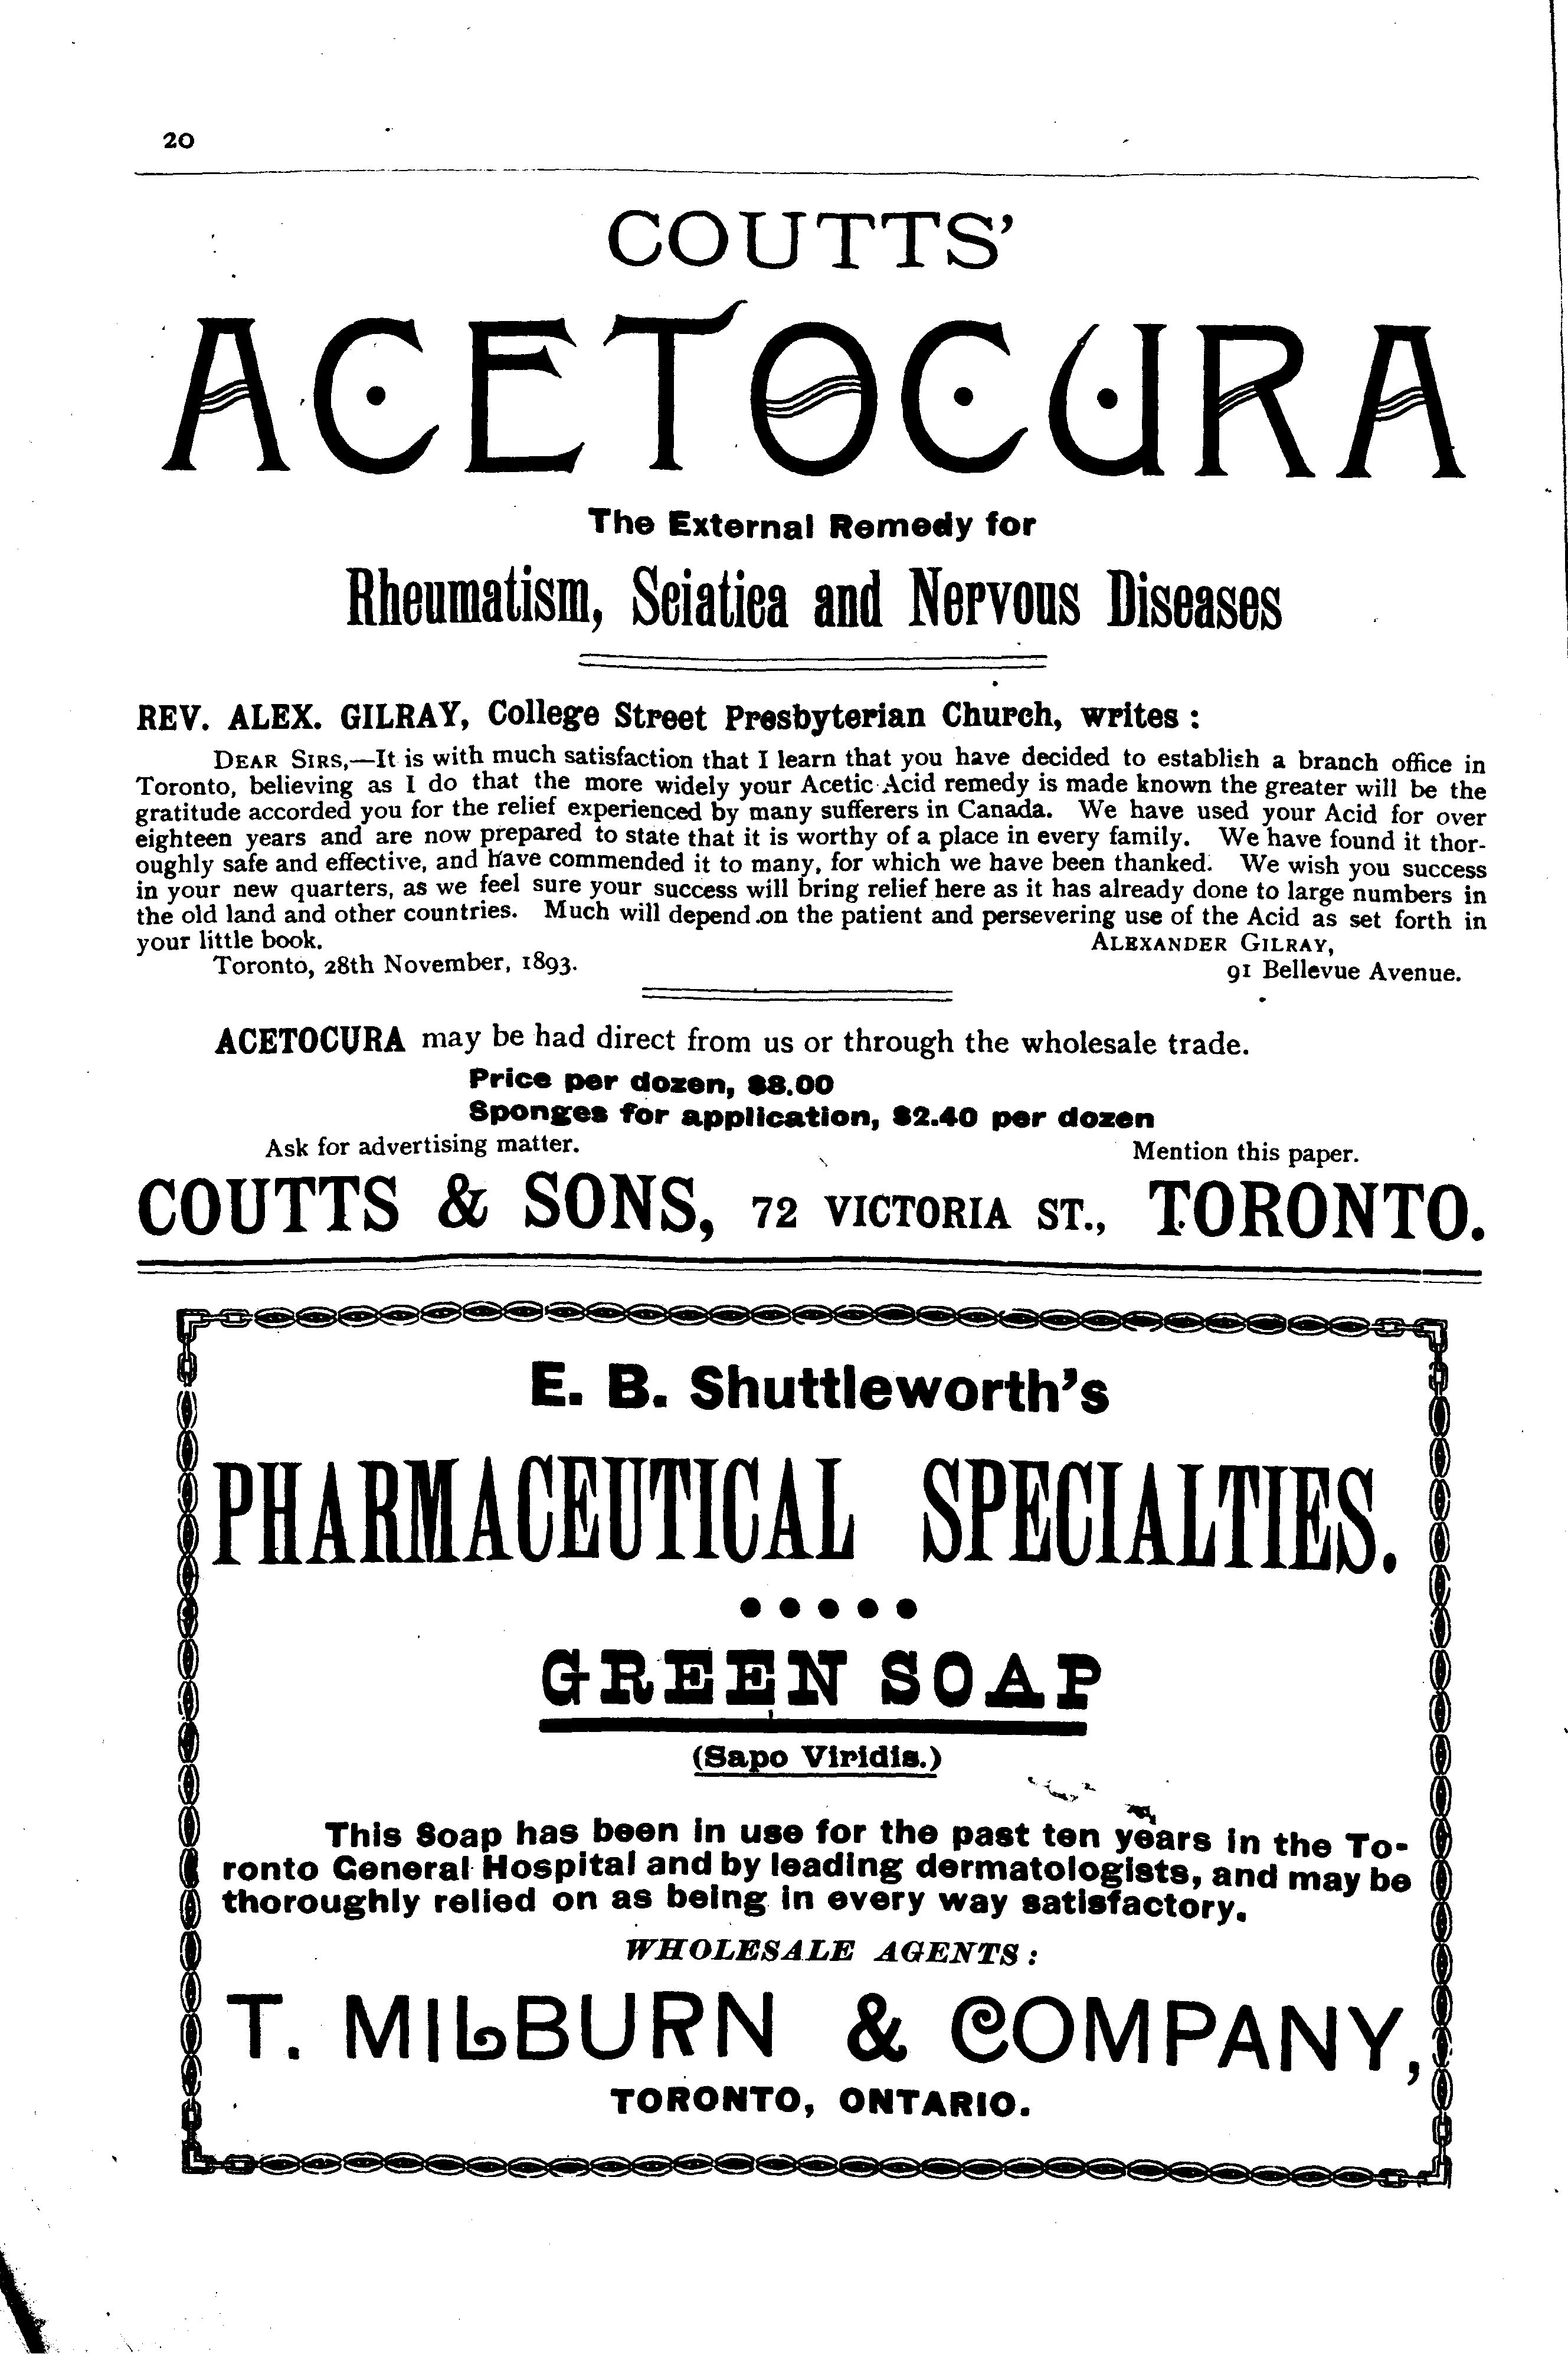 20
COUTTS'
ACETOCURA
The External Remedy for
Rheumatism, Sciatica and Nervous Diseases
REV. ALEX. GILRAY, College Street Presbyterian Church, writes :
DEAR SIRS,—It is with much satisfaction that I learn that you have decided to establish a branch office in
Toronto, believing as I do that the more widely your Acetic Acid remedy is made known the greater will be the
gratitude accorded you for the relief experienced by many sufferers in Canada. We have used your Acid for over
eighteen years and are now prepared to state that it is worthy of a place in every family. We have found it thor-
oughly safe and effective, and have commended it to many, for which we have been thanked. We wish you success
in your new quarters, as we feel sure your success will bring relief here as it has already done to large numbers in
the old land and other countries. Much will depend on the patient and persevering use of the Acid as set forth in
your little book. ALEXANDER GILRAY,
Toronto, 28th November, 1893. 91 Bellevue Avenue.
ACETOCURA may be had direct from us or through the wholesale trade.
Price per dozen, $8.00
Sponges for application, $2.40 per dozen
Ask for advertising matter. Mention this paper.
COUTTS & SONS, 72 VICTORIA ST., TORONTO.
E. B. Shuttleworth's
PHARMACEUTICAL SPECIALTIES.
GREEN SOAP
(Sapo Viridis.)
This Soap has been in use for the past ten years in the To-
ronto General Hospital and by leading dermatologists, and may be
thoroughly relied on as being in every way satisfactory.
WHOLESALE AGENTS :
T. MILBURN & COMPANY,
TORONTO, ONTARIO.